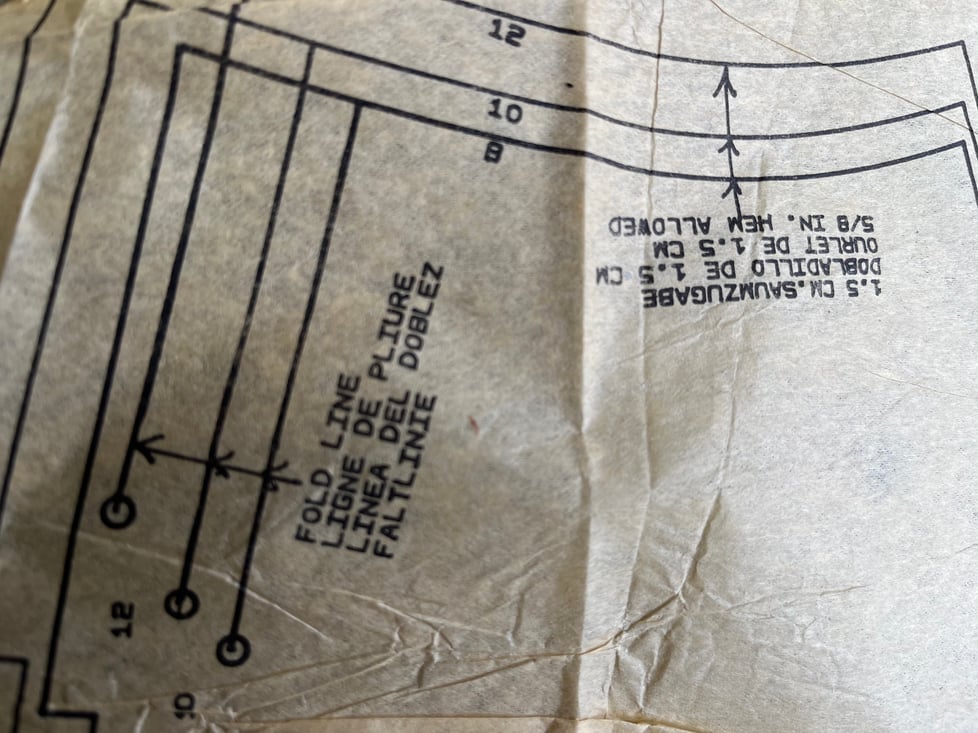 12
10
8
5/8 IN. HEM ALLOWED
OURLET DE 1.5 CM
DOBLADILLO DE 1.5 CM
1.5 CM.SAUMZUGABE
FOLD LINE
LIGNE DE PLIURE
LINEA DEL DOBLEZ
FALTLINIE
12
10